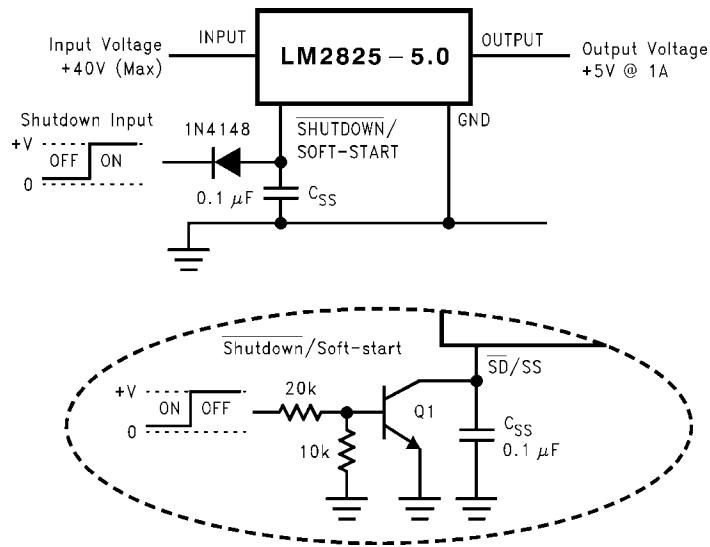 Input Voltage
+40V (Max)
INPUT
LM2825-5.0
OUTPUT
Output Voltage
+5V @ 1A
Shutdown Input
+V
OFF
ON
0
1N4148
SHUTDOWN/
SOFT-START
GND
0.1 μF
CSS
Shutdown/Soft-start
+V
ON
OFF
0
20k
10k
Q1
SD/SS
CSS
0.1 μF